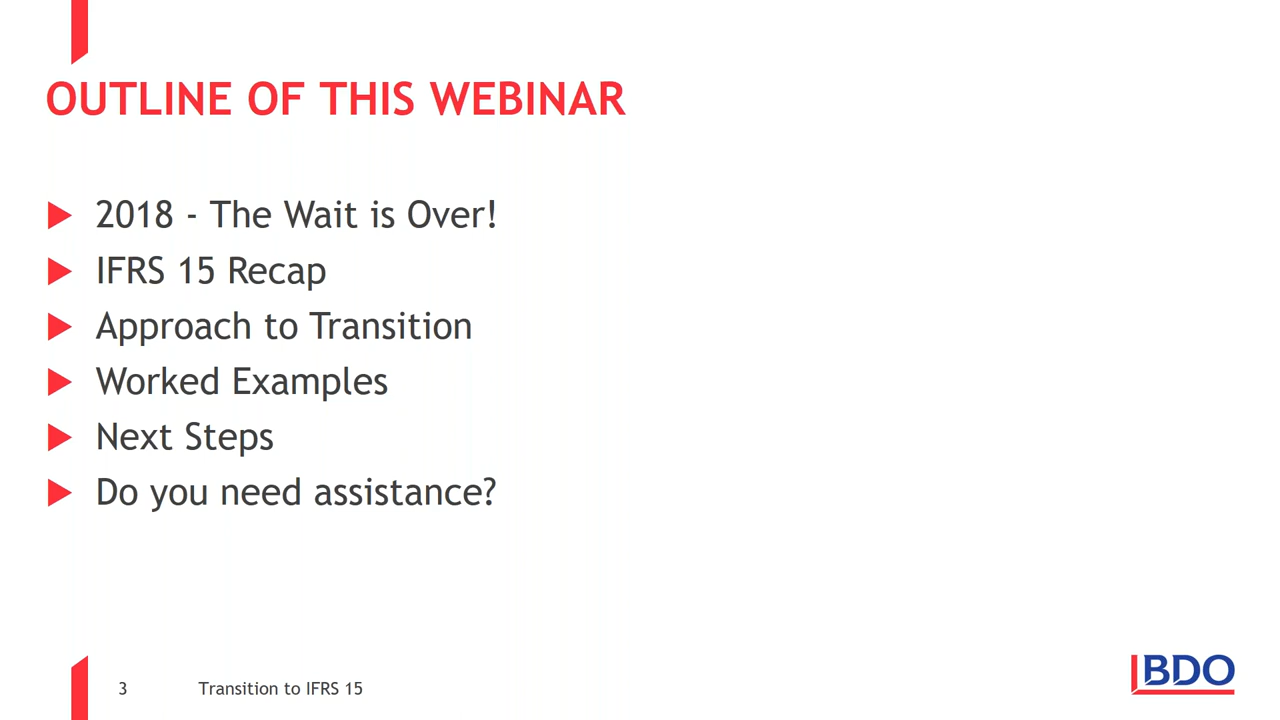 OUTLINE OF THIS WEBINAR
2018 - The Wait is Over!
IFRS 15 Recap
Approach to Transition
Worked Examples
Next Steps
Do you need assistance?
3 Transition to IFRS 15
BDO